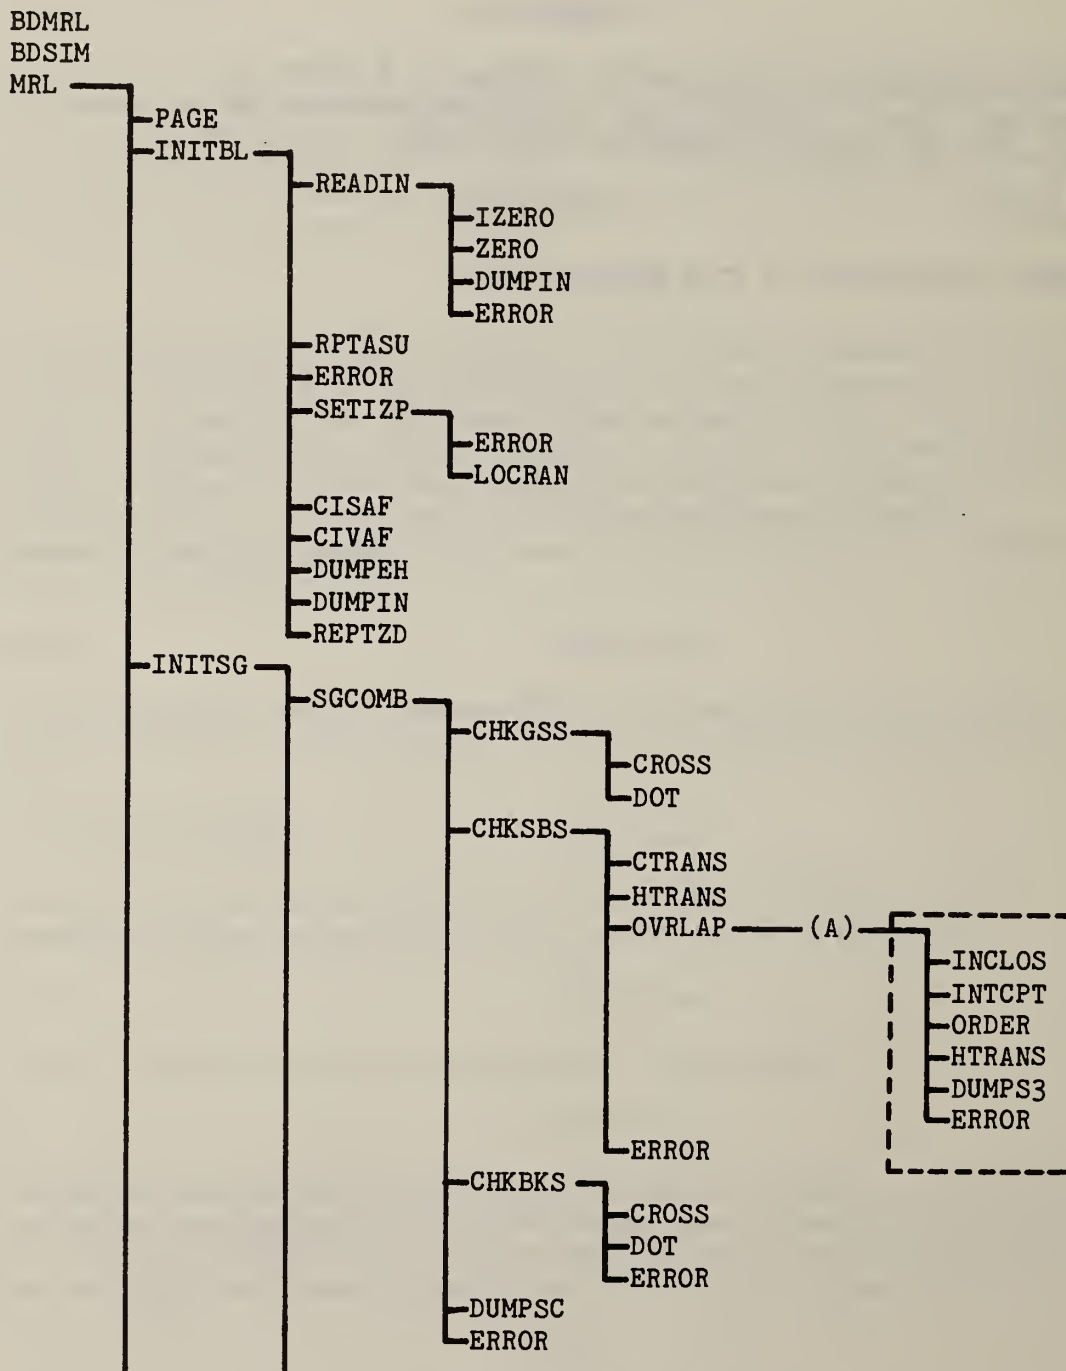 BDMRL
BDSIM
MRL
PAGE
INITBL
READIN
IZERO
ZERO
DUMPIN
ERROR
RPTASU
ERROR
SETIZP
ERROR
LOCRAN
CISAF
CIVAF
DUMPEH
DUMPIN
REPTZD
INITSG
SGCOMB
CHKGSS
CROSS
DOT
CHKSBS
CTRANS
HTRANS
OVRLAP (A)
INCLOS
INTCPT
ORDER
HTRANS
DUMPS3
ERROR
ERROR
CHKBKS
CROSS
DOT
ERROR
DUMPSC
ERROR